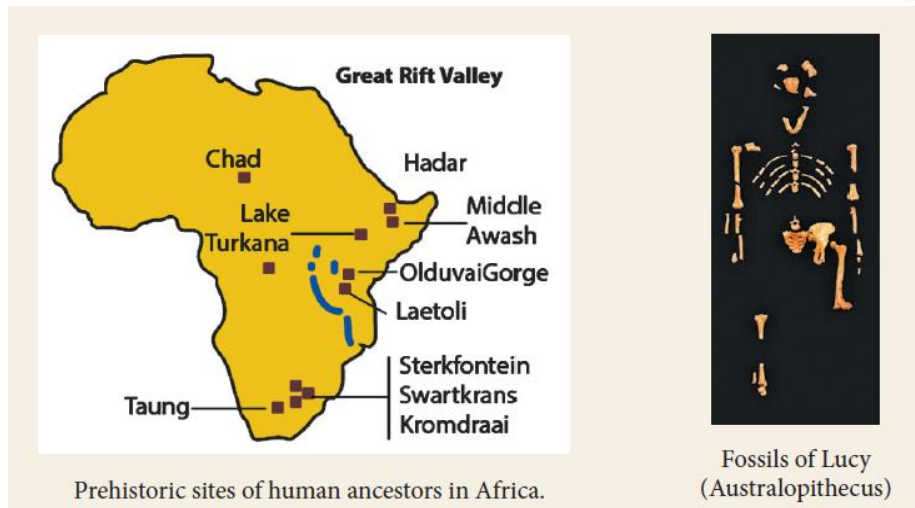 Great Rift Valley
Chad
Hadar
Lake
Turkana
Middle
Awash
OlduvaiGorge
Laetoli
Taung
Sterkfontein
Swartkrans
Kromdraai
Prehistoric sites of human ancestors in Africa.
Fossils of Lucy
(Australopithecus)